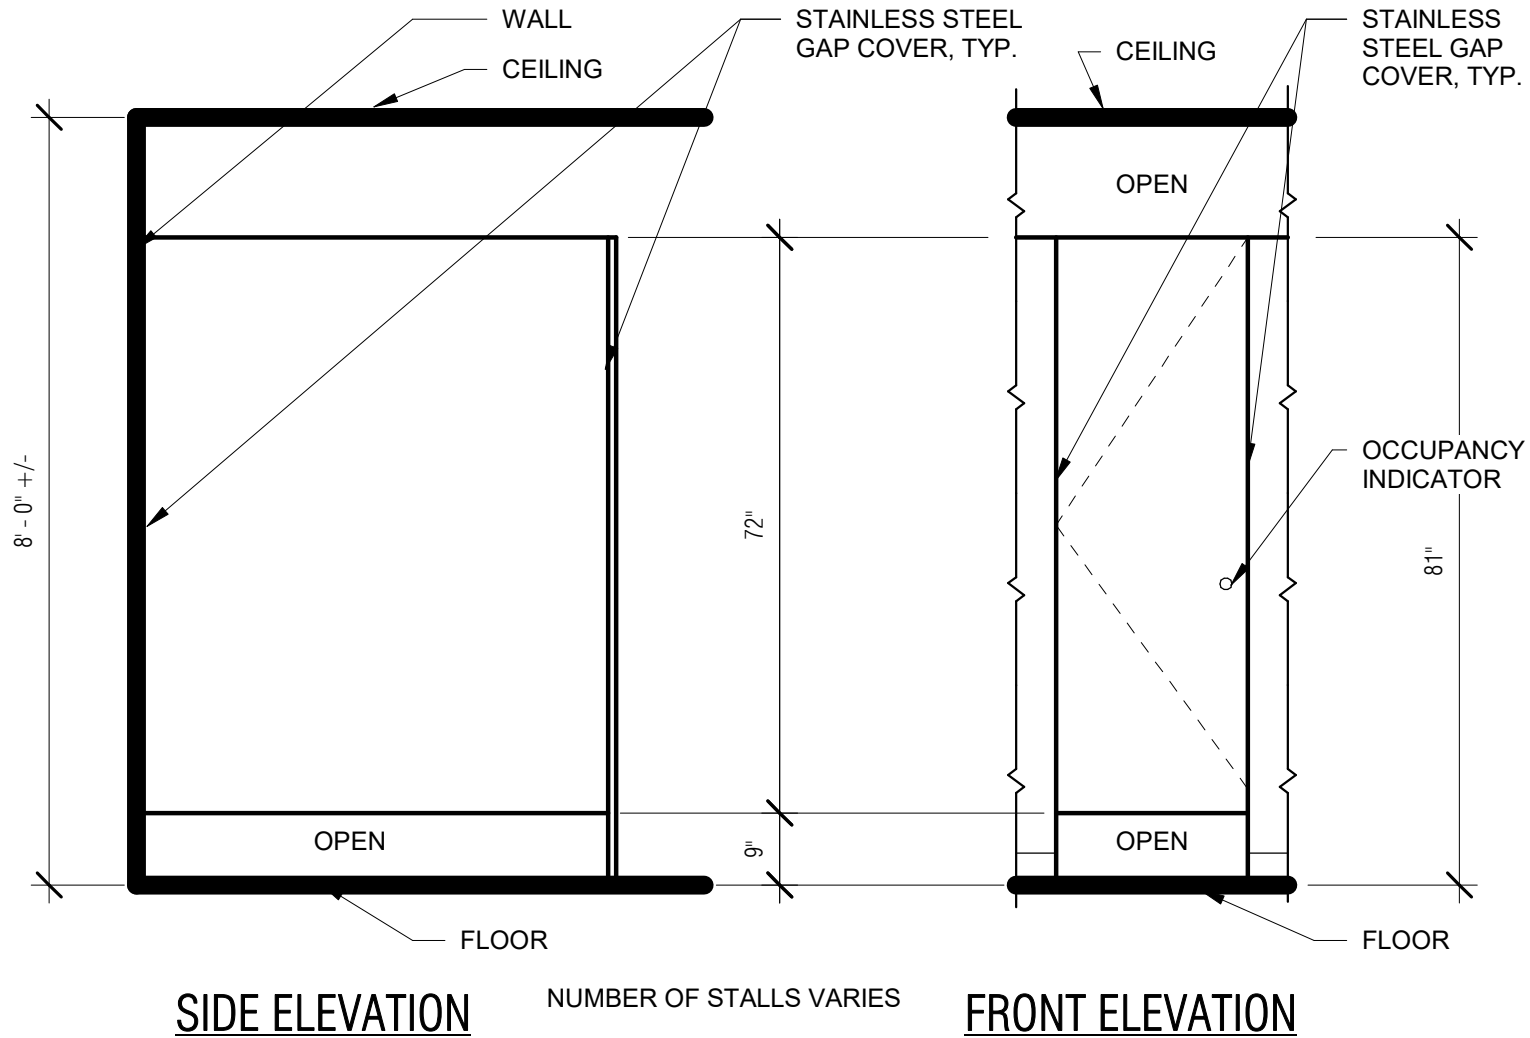 WALL
STAINLESS STEEL
GAP COVER, TYP.
CEILING
CEILING
STAINLESS
STEEL GAP
COVER, TYP.
OPEN
8' - 0" +/-
72"
9"
OCCUPANCY
INDICATOR
81"
OPEN
OPEN
FLOOR
FLOOR
SIDE ELEVATION
NUMBER OF STALLS VARIES
FRONT ELEVATION